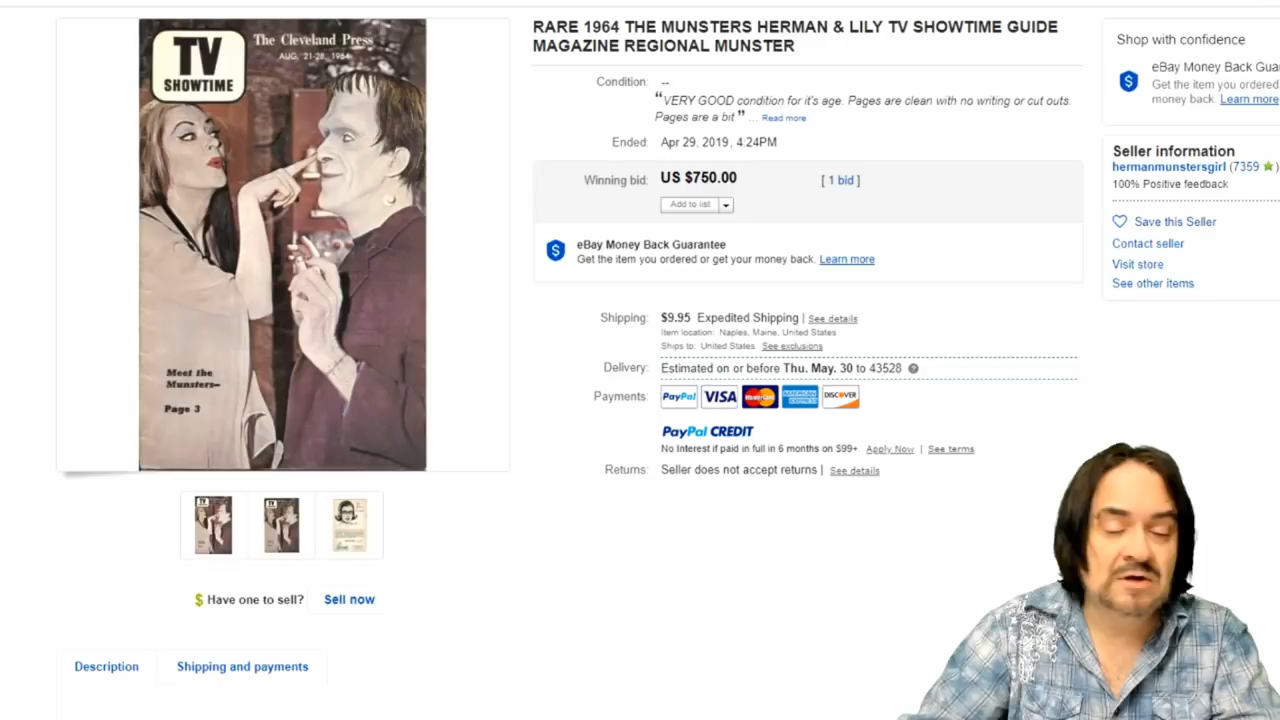 TV
SHOWTIME
The Cleveland Press
AUG. 21-28, 1964
Meet the
Munsters—
Page 3
Have one to sell? Sell now
Description Shipping and payments
RARE 1964 THE MUNSTERS HERMAN & LILY TV SHOWTIME GUIDE
MAGAZINE REGIONAL MUNSTER
Condition: --
“VERY GOOD condition for it's age. Pages are clean with no writing or cut outs.
Pages are a bit ” ... Read more
Ended: Apr 29, 2019, 4:24PM
Winning bid: US $750.00 [ 1 bid ]
Add to list
eBay Money Back Guarantee
Get the item you ordered or get your money back. Learn more
Shipping: $9.95 Expedited Shipping | See details
Item location: Naples, Maine, United States
Ships to: United States See exclusions
Delivery: Estimated on or before Thu. May. 30 to 43528
Payments: PayPal VISA MasterCard AMERICAN EXPRESS DISCOVER
PayPal CREDIT
No Interest if paid in full in 6 months on $99+ Apply Now | See terms
Returns: Seller does not accept returns | See details
Shop with confidence
$ eBay Money Back Gua
Get the item you ordered
money back. Learn more
Seller information
hermanmunstersgirl (7359 )
100% Positive feedback
Save this Seller
Contact seller
Visit store
See other items